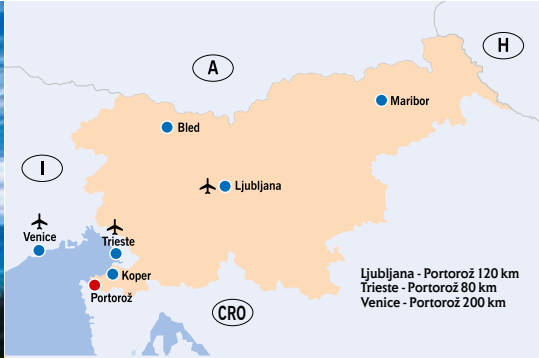 H
A
Maribor
Bled
I
Ljubljana
Venice
Trieste
Koper
Portorož
CRO
Ljubljana - Portorož 120 km
Trieste - Portorož 80 km
Venice - Portorož 200 km